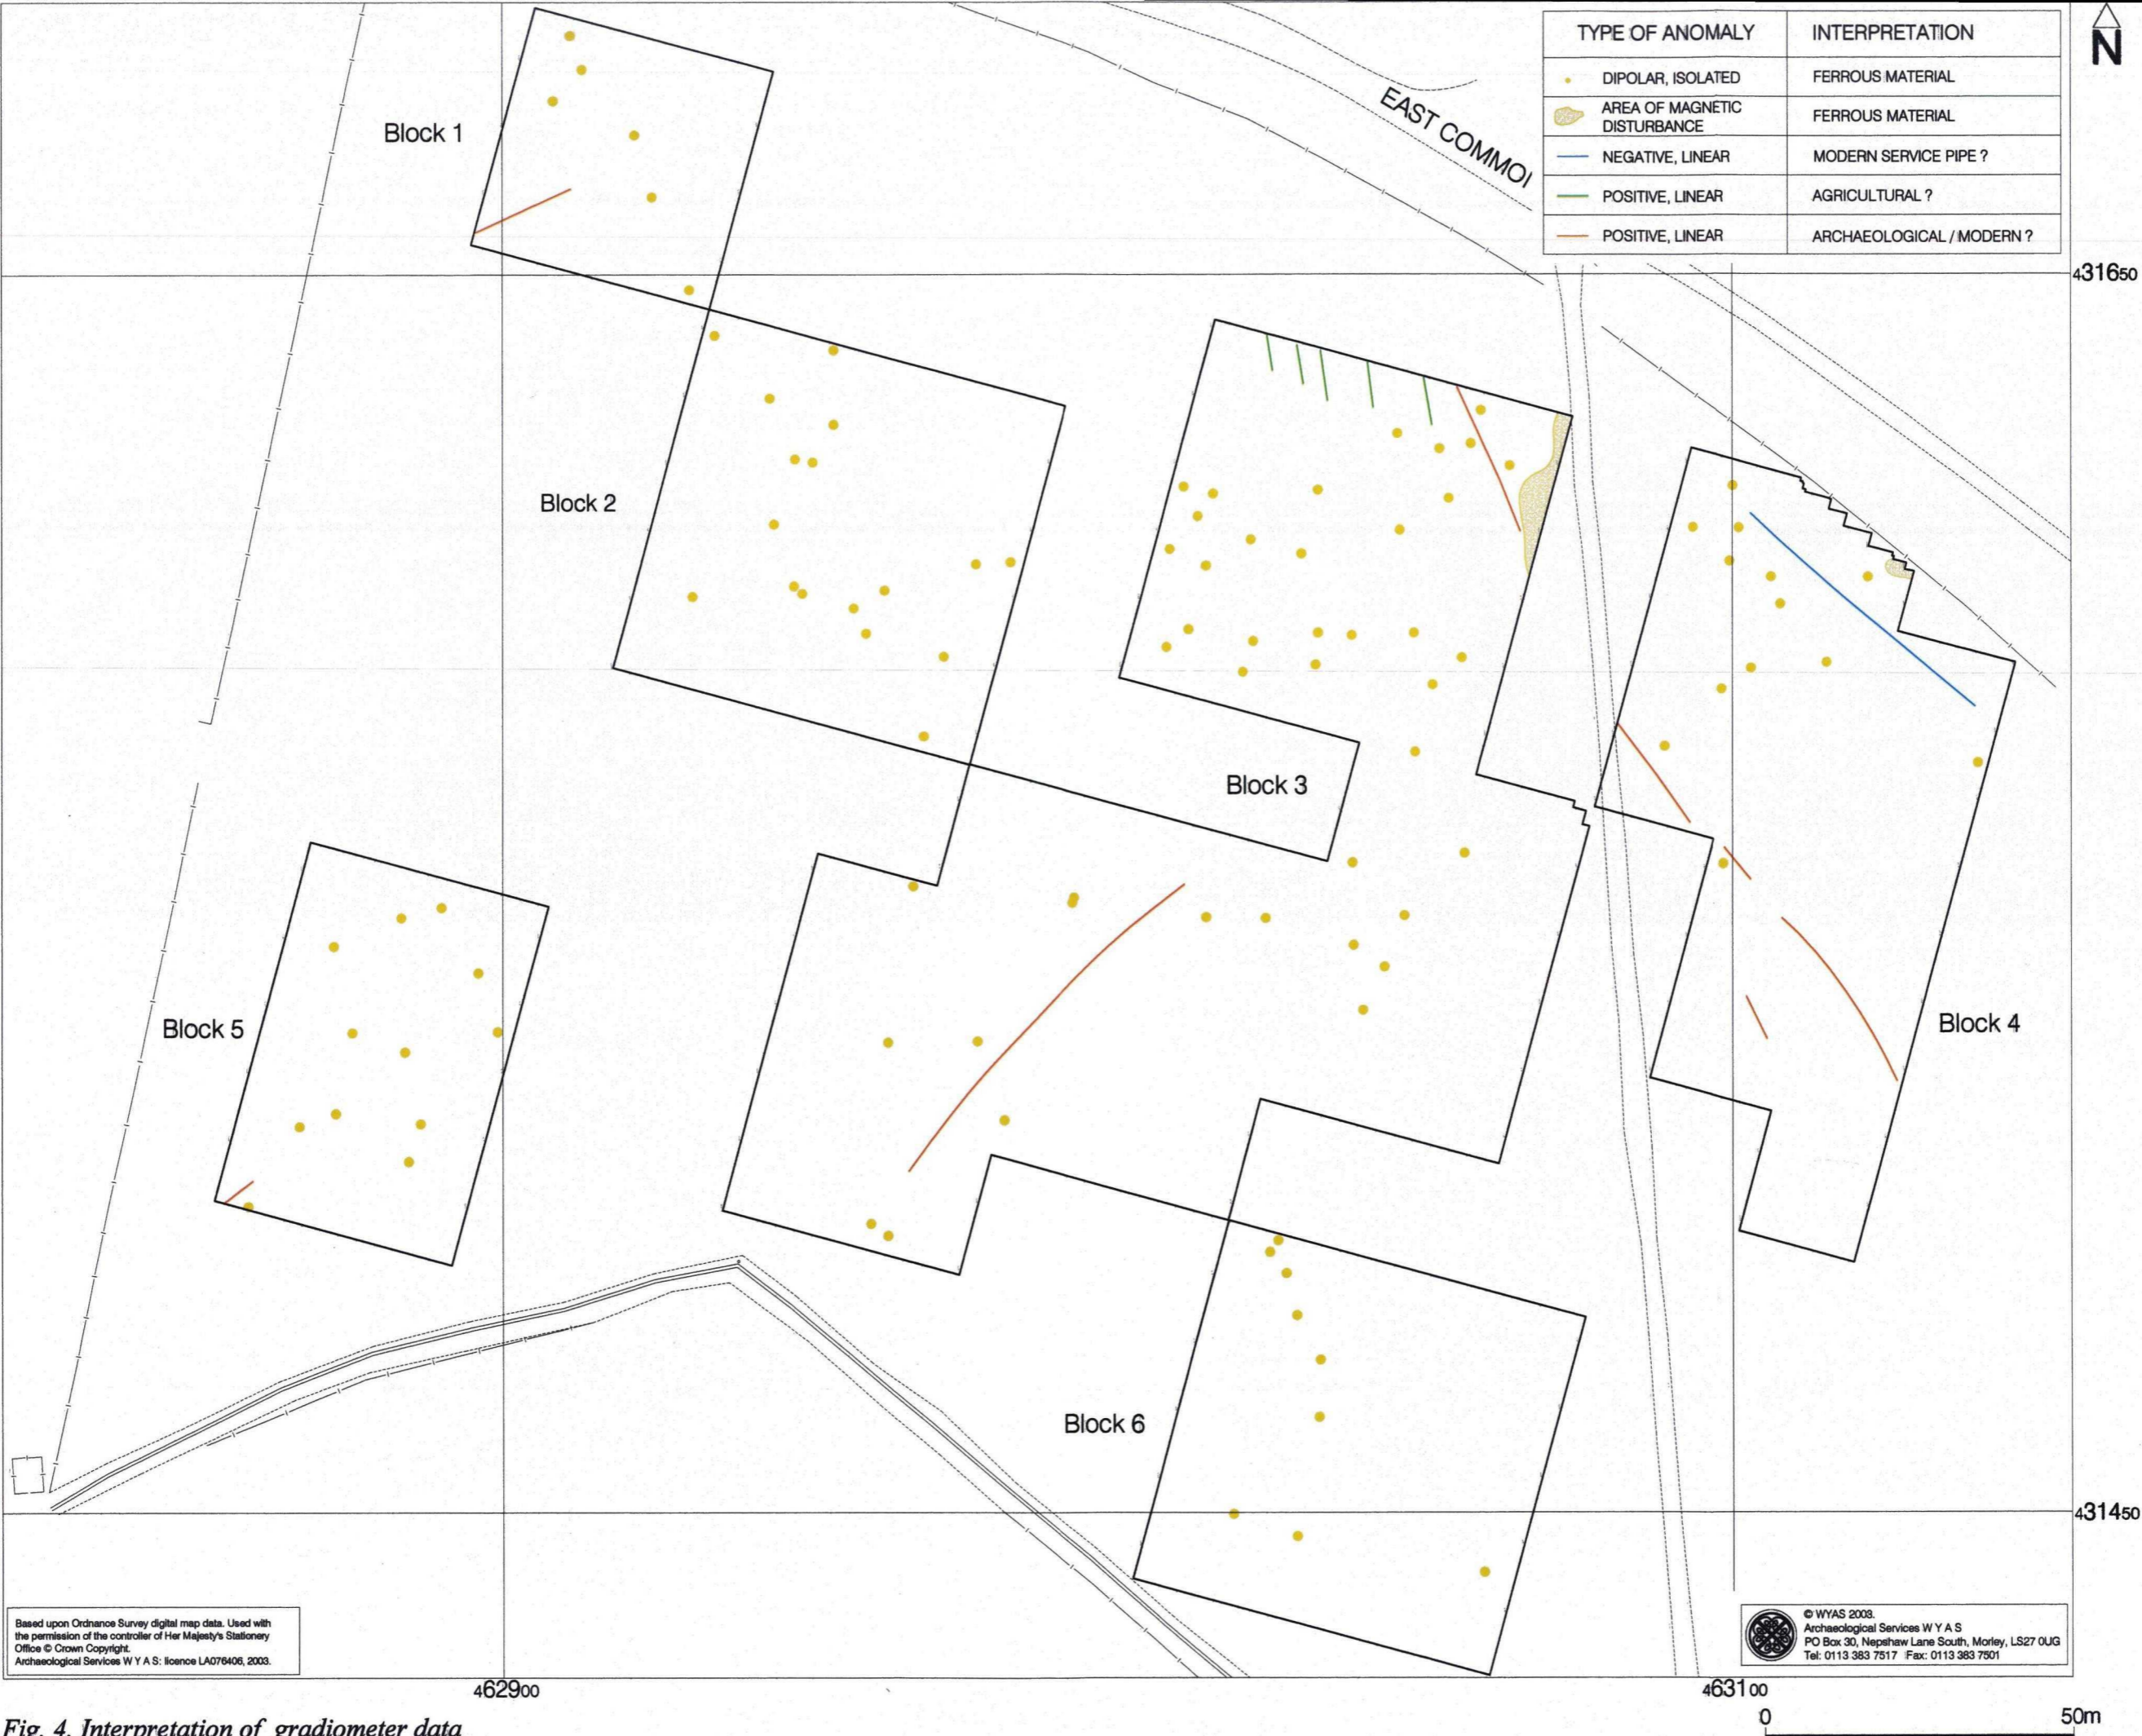 TYPE OF ANOMALY INTERPRETATION
DIPOLAR, ISOLATED FERROUS MATERIAL
AREA OF MAGNETIC DISTURBANCE FERROUS MATERIAL
NEGATIVE, LINEAR MODERN SERVICE PIPE ?
POSITIVE, LINEAR AGRICULTURAL ?
POSITIVE, LINEAR ARCHAEOLOGICAL / MODERN ?
N
EAST COMMO
Block 1
431650
Block 2
Block 3
Block 5
Block 4
Block 6
431450
Based upon Ordnance Survey digital map data. Used with
the permission of the controller of Her Majesty's Stationery
Office © Crown Copyright.
Archaeological Services W Y A S: licence LA076406, 2003.
© WYAS 2003.
Archaeological Services W Y A S
PO Box 30, Nepshaw Lane South, Morley, LS27 0UG
Tel: 0113 383 7517 Fax: 0113 383 7501
462900
463100
0 50m
Fig. 4. Interpretation of gradiometer data